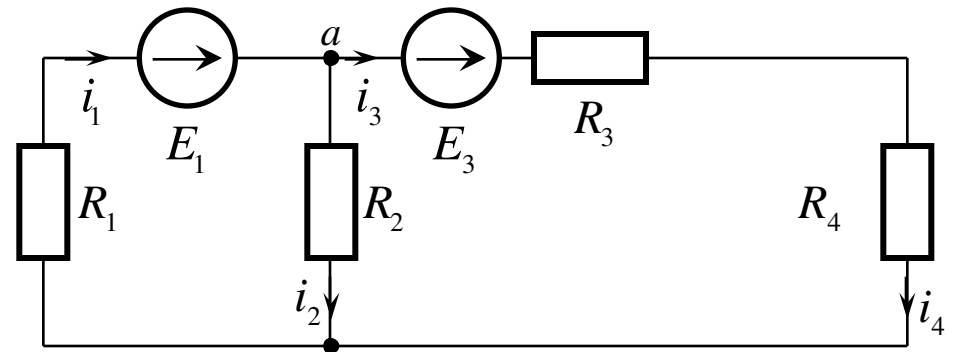 a
i₁
i₃
E₁
E₃
R₃
R₁
R₂
R₄
i₂
i₄